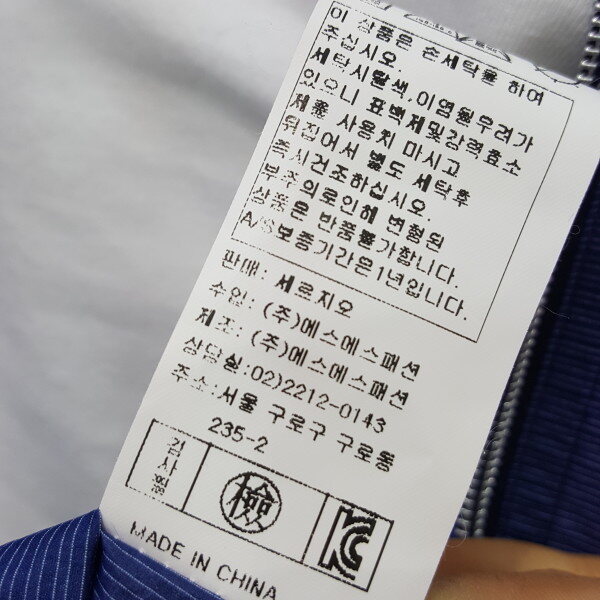 이 상품은 손세탁을 하여
주십시오.
세탁시탈색.이염원우려가
있으니 표백제및강력효소
제품 사용치 마시고
뒤집어서 별도 세탁후
즉시건조하십시오.
부주의로인해 변형된
상품은 반품불가합니다.
A/S보증기간은1년입니다.
판매: 세르지오
수입: (주)에스에스패션
제조: (주)에스에스패션
상담실:02)2212-0143
주소:서울 구로구 구로동
235-2
검사필
檢
MADE IN CHINA